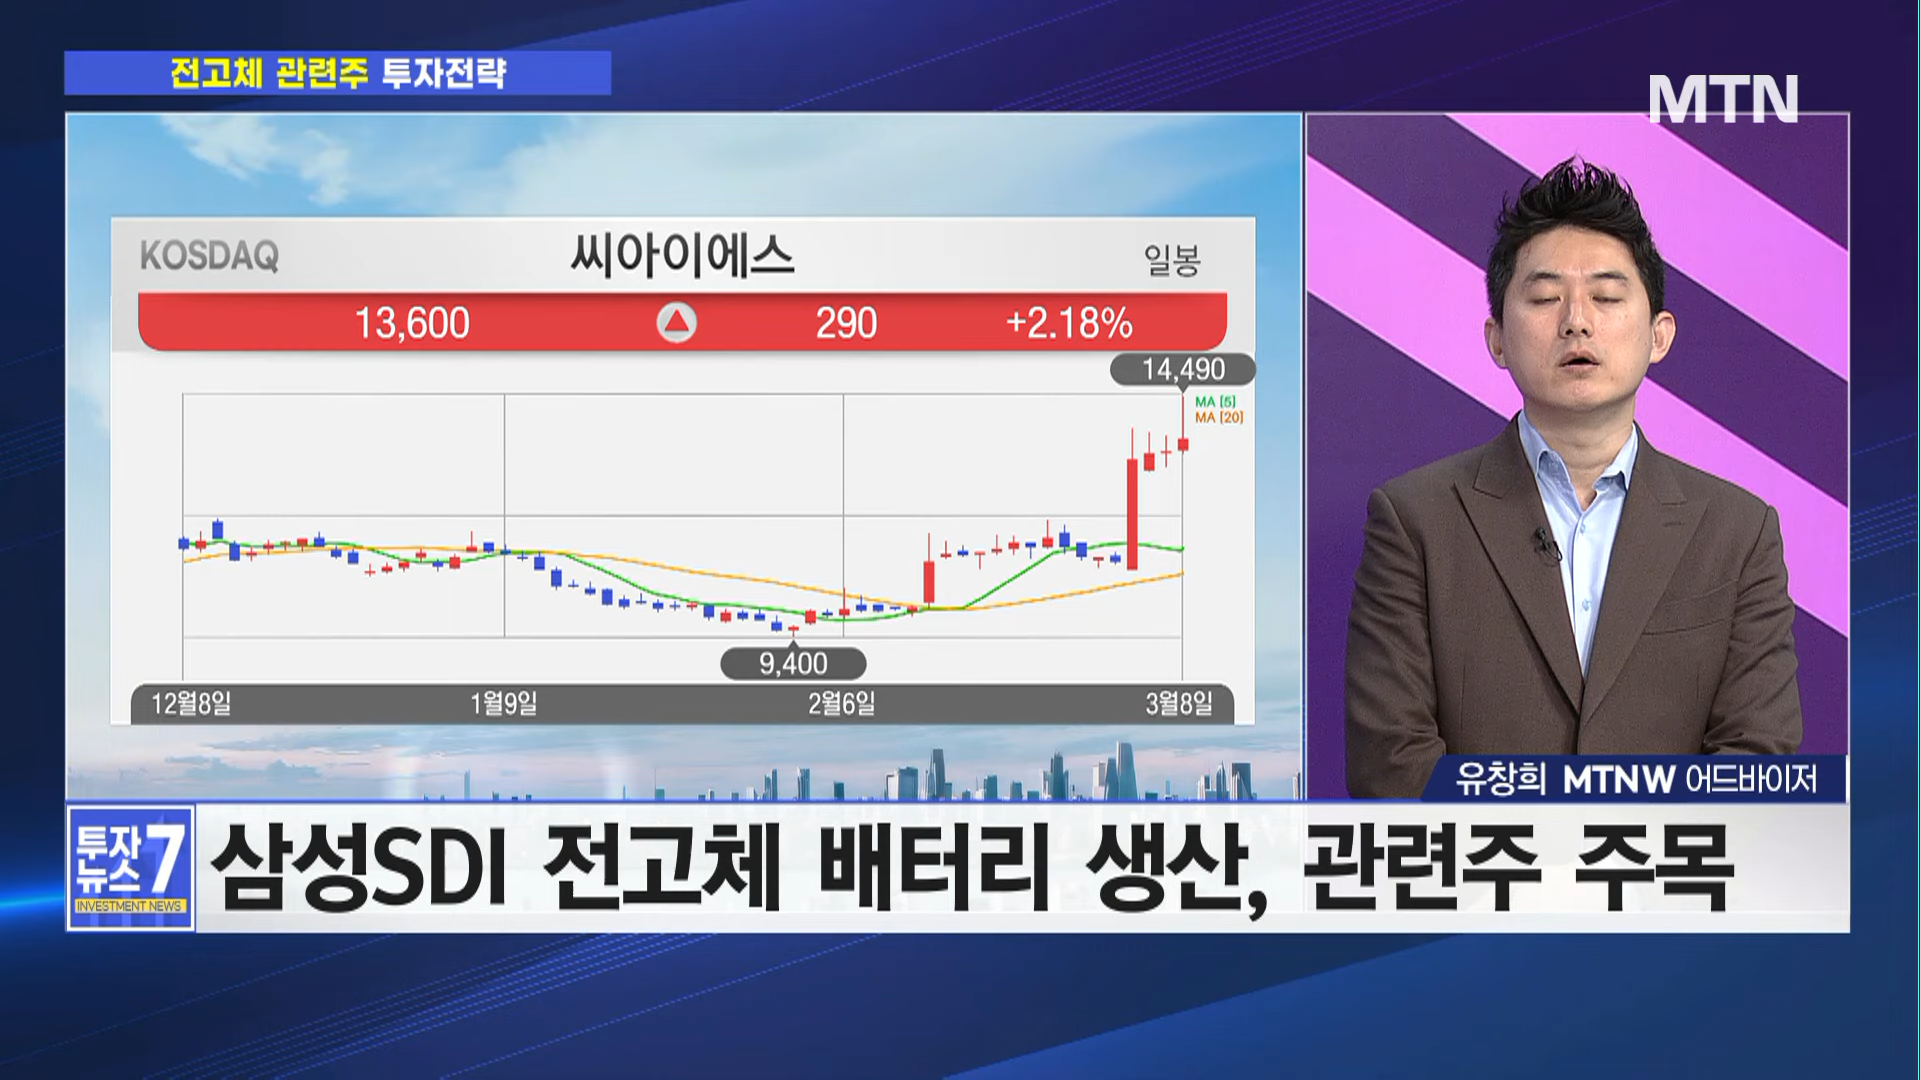 전고체 관련주 투자전략
MTN
KOSDAQ 씨아이에스 일봉
13,600 290 +2.18%
14,490
MA [5]
MA [20]
9,400
12월8일 1월9일 2월6일 3월8일
유창희 MTNW 어드바이저
투자
뉴스 7
INVESTMENT NEWS
삼성SDI 전고체 배터리 생산, 관련주 주목